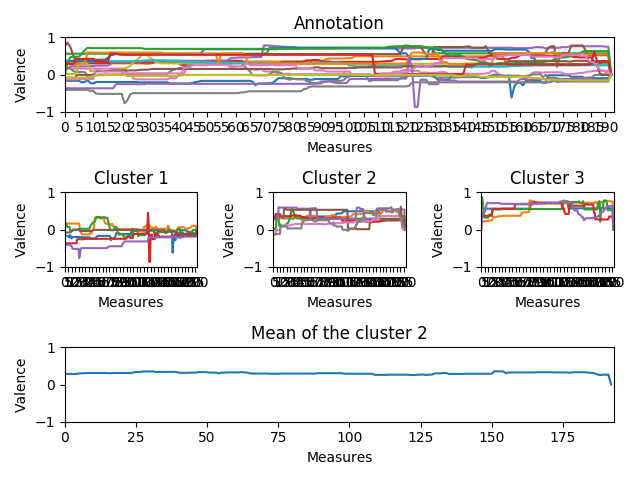 Annotation
Valence
1
0
−1
0 5 10 15 20 25 30 35 40 45 50 55 60 65 70 75 80 85 90 95 100 105 110 115 120 125 130 135 140 145 150 155 160 165 170 175 180 185 190
Measures
Cluster 1 Cluster 2 Cluster 3
Valence Valence Valence
1 1 1
0 0 0
−1 −1 −1
Measures Measures Measures
Mean of the cluster 2
Valence
1
0
−1
0 25 50 75 100 125 150 175
Measures